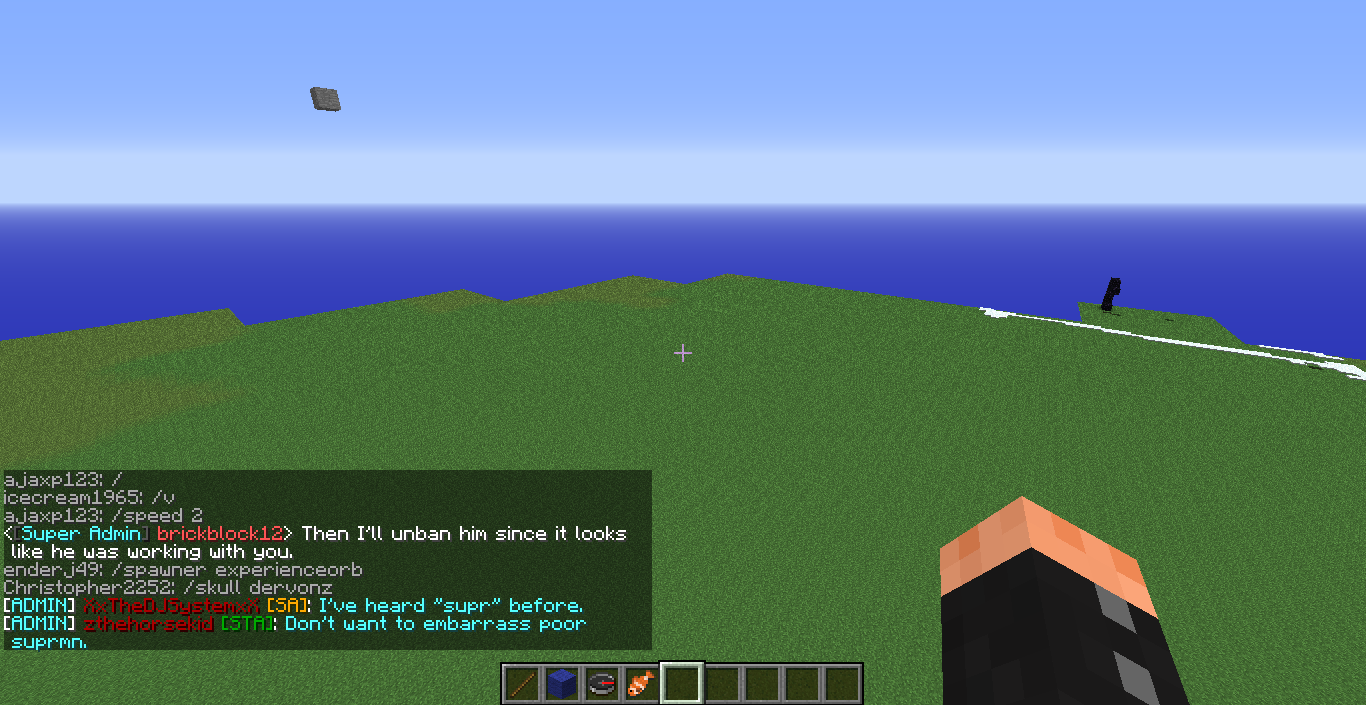 ajaxp123: /
icecream1965: /v
ajaxp123: /speed 2
<[Super Admin] brickblock12> Then I'll unban him since it looks
like he was working with you.
enderj49: /spawner experienceorb
Christopher2252: /skull dervonz
[ADMIN] XxTheDJSystemxX [SA]: I've heard "supr" before.
[ADMIN] zthehorsekid [STA]: Don't want to embarrass poor
suprmn.